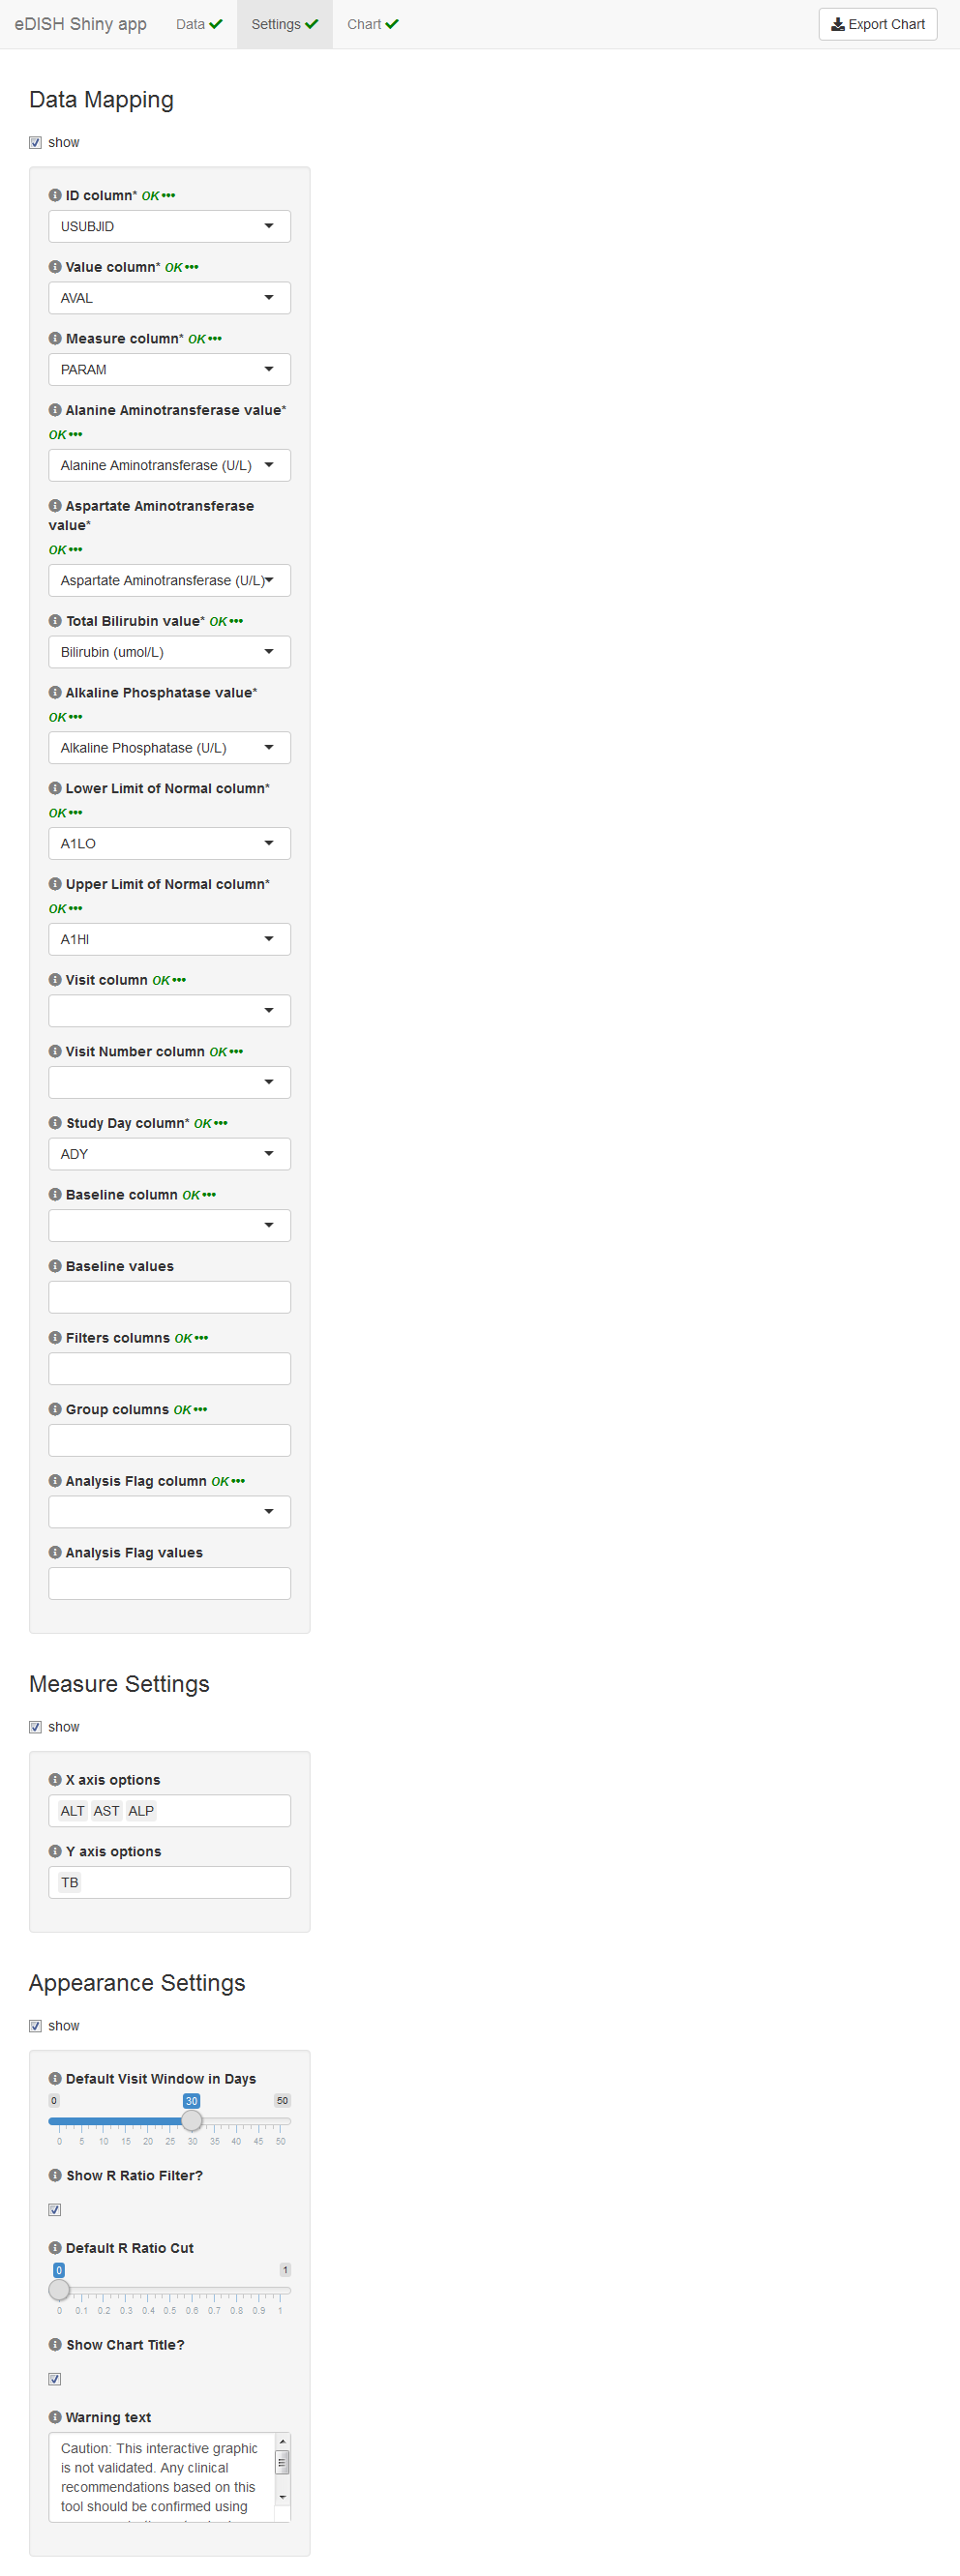 eDISH Shiny app Data Settings Chart Export Chart
Data Mapping
show
ID column* OK•••
USUBJID
Value column* OK•••
AVAL
Measure column* OK•••
PARAM
Alanine Aminotransferase value*
OK•••
Alanine Aminotransferase (U/L)
Aspartate Aminotransferase
value*
OK•••
Aspartate Aminotransferase (U/L)
Total Bilirubin value* OK•••
Bilirubin (umol/L)
Alkaline Phosphatase value*
OK•••
Alkaline Phosphatase (U/L)
Lower Limit of Normal column*
OK•••
A1LO
Upper Limit of Normal column*
OK•••
A1HI
Visit column OK•••
Visit Number column OK•••
Study Day column* OK•••
ADY
Baseline column OK•••
Baseline values
Filters columns OK•••
Group columns OK•••
Analysis Flag column OK•••
Analysis Flag values
Measure Settings
show
X axis options
ALT AST ALP
Y axis options
TB
Appearance Settings
show
Default Visit Window in Days
0 30 50
0 5 10 15 20 25 30 35 40 45 50
Show R Ratio Filter?
Default R Ratio Cut
0 1
0 0.1 0.2 0.3 0.4 0.5 0.6 0.7 0.8 0.9 1
Show Chart Title?
Warning text
Caution: This interactive graphic
is not validated. Any clinical
recommendations based on this
tool should be confirmed using